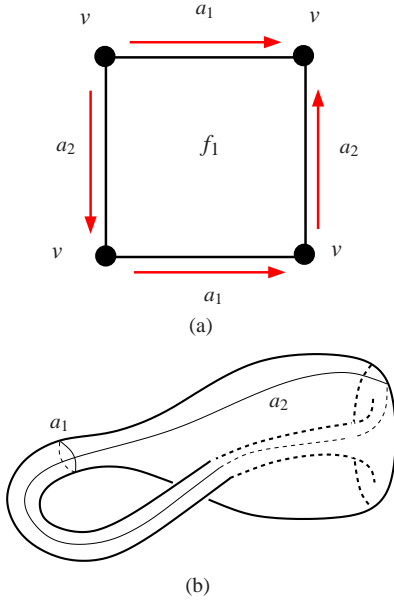 v a₁ v
a₂ f₁ a₂
v v
a₁
(a)
a₁ a₂
(b)